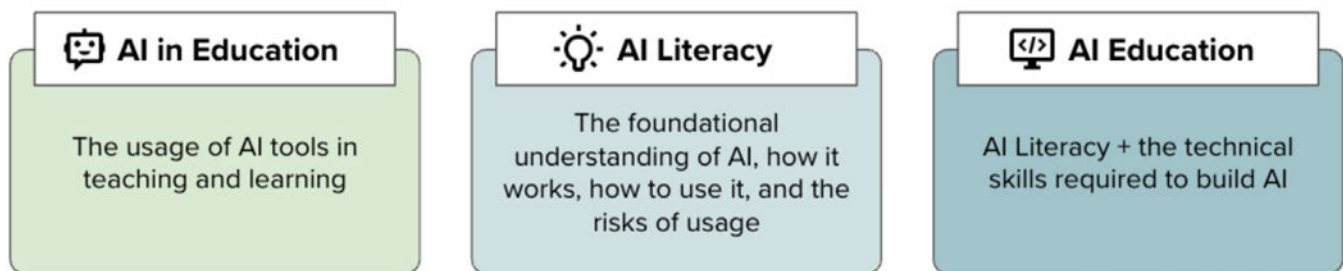 AI in Education
The usage of AI tools in
teaching and learning
AI Literacy
The foundational
understanding of AI, how it
works, how to use it, and the
risks of usage
</> AI Education
AI Literacy + the technical
skills required to build AI